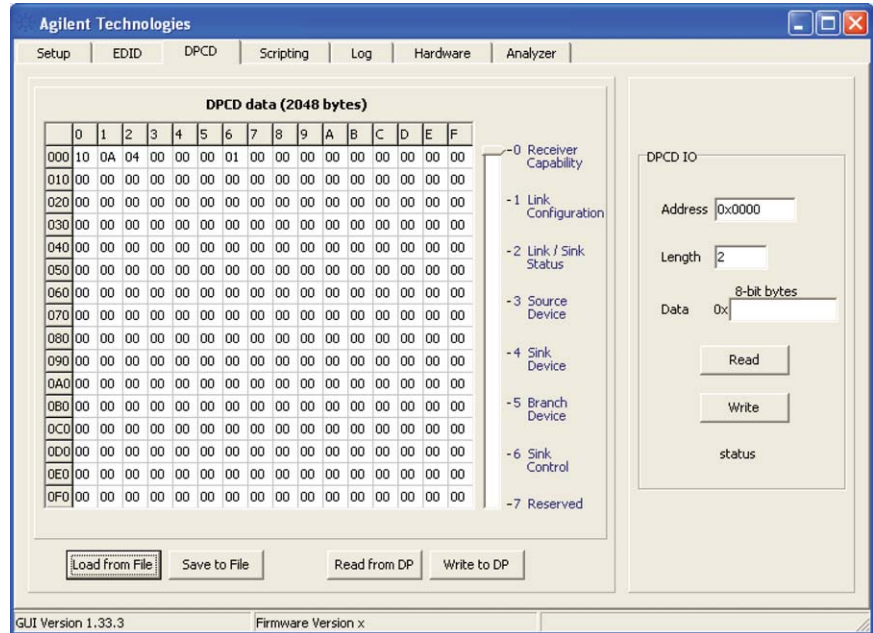 Agilent Technologies
Setup EDID DPCD Scripting Log Hardware Analyzer
DPCD data (2048 bytes)
0 1 2 3 4 5 6 7 8 9 A B C D E F
000 10 0A 04 00 00 00 01 00 00 00 00 00 00 00 00 00
010 00 00 00 00 00 00 00 00 00 00 00 00 00 00 00 00
020 00 00 00 00 00 00 00 00 00 00 00 00 00 00 00 00
030 00 00 00 00 00 00 00 00 00 00 00 00 00 00 00 00
040 00 00 00 00 00 00 00 00 00 00 00 00 00 00 00 00
050 00 00 00 00 00 00 00 00 00 00 00 00 00 00 00 00
060 00 00 00 00 00 00 00 00 00 00 00 00 00 00 00 00
070 00 00 00 00 00 00 00 00 00 00 00 00 00 00 00 00
080 00 00 00 00 00 00 00 00 00 00 00 00 00 00 00 00
090 00 00 00 00 00 00 00 00 00 00 00 00 00 00 00 00
0A0 00 00 00 00 00 00 00 00 00 00 00 00 00 00 00 00
0B0 00 00 00 00 00 00 00 00 00 00 00 00 00 00 00 00
0C0 00 00 00 00 00 00 00 00 00 00 00 00 00 00 00 00
0D0 00 00 00 00 00 00 00 00 00 00 00 00 00 00 00 00
0E0 00 00 00 00 00 00 00 00 00 00 00 00 00 00 00 00
0F0 00 00 00 00 00 00 00 00 00 00 00 00 00 00 00 00
-0 Receiver
Capability
-1 Link
Configuration
-2 Link / Sink
Status
-3 Source
Device
-4 Sink
Device
-5 Branch
Device
-6 Sink
Control
-7 Reserved
Load from File Save to File Read from DP Write to DP
DPCD IO
Address 0x0000
Length 2
8-bit bytes
Data 0x
Read
Write
status
GUI Version 1.33.3 Firmware Version x